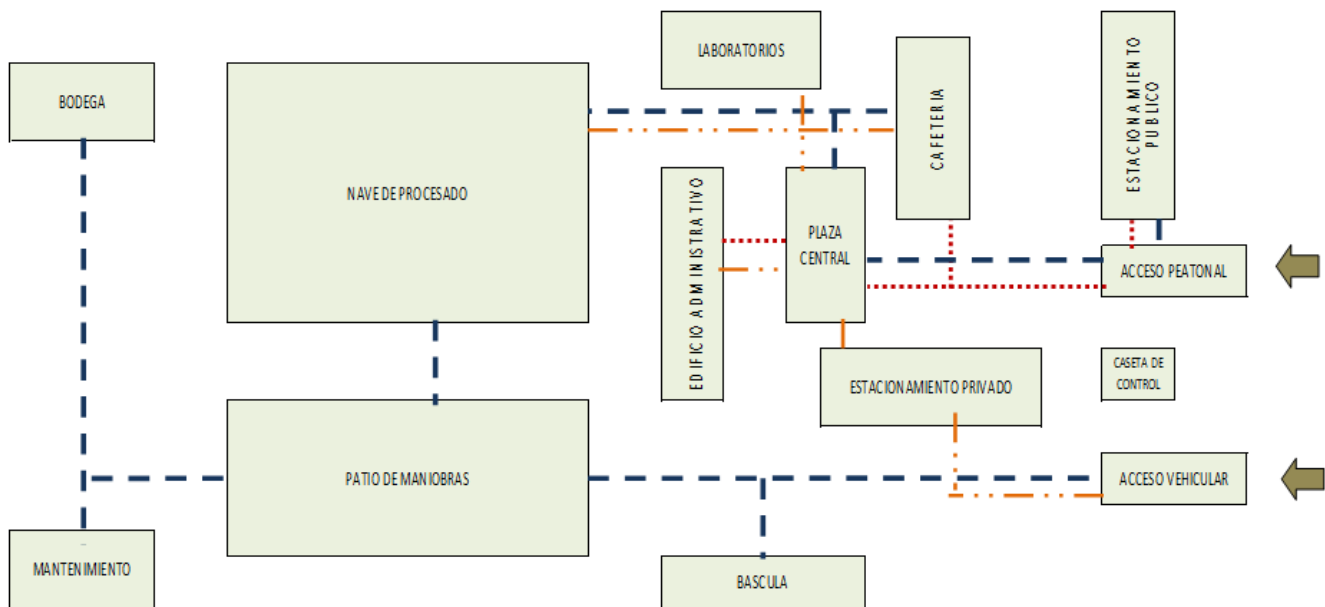 LABORATORIOS
BODEGA
CAFETERIA
ESTACIONAMIENTO
PUBLICO
NAVE DE PROCESADO
EDIFICIO ADMINISTRATIVO
PLAZA
CENTRAL
ACCESO PEATONAL
ESTACIONAMIENTO PRIVADO
CASETA DE
CONTROL
PATIO DE MANIOBRAS
ACCESO VEHICULAR
MANTENIMIENTO
BASCULA